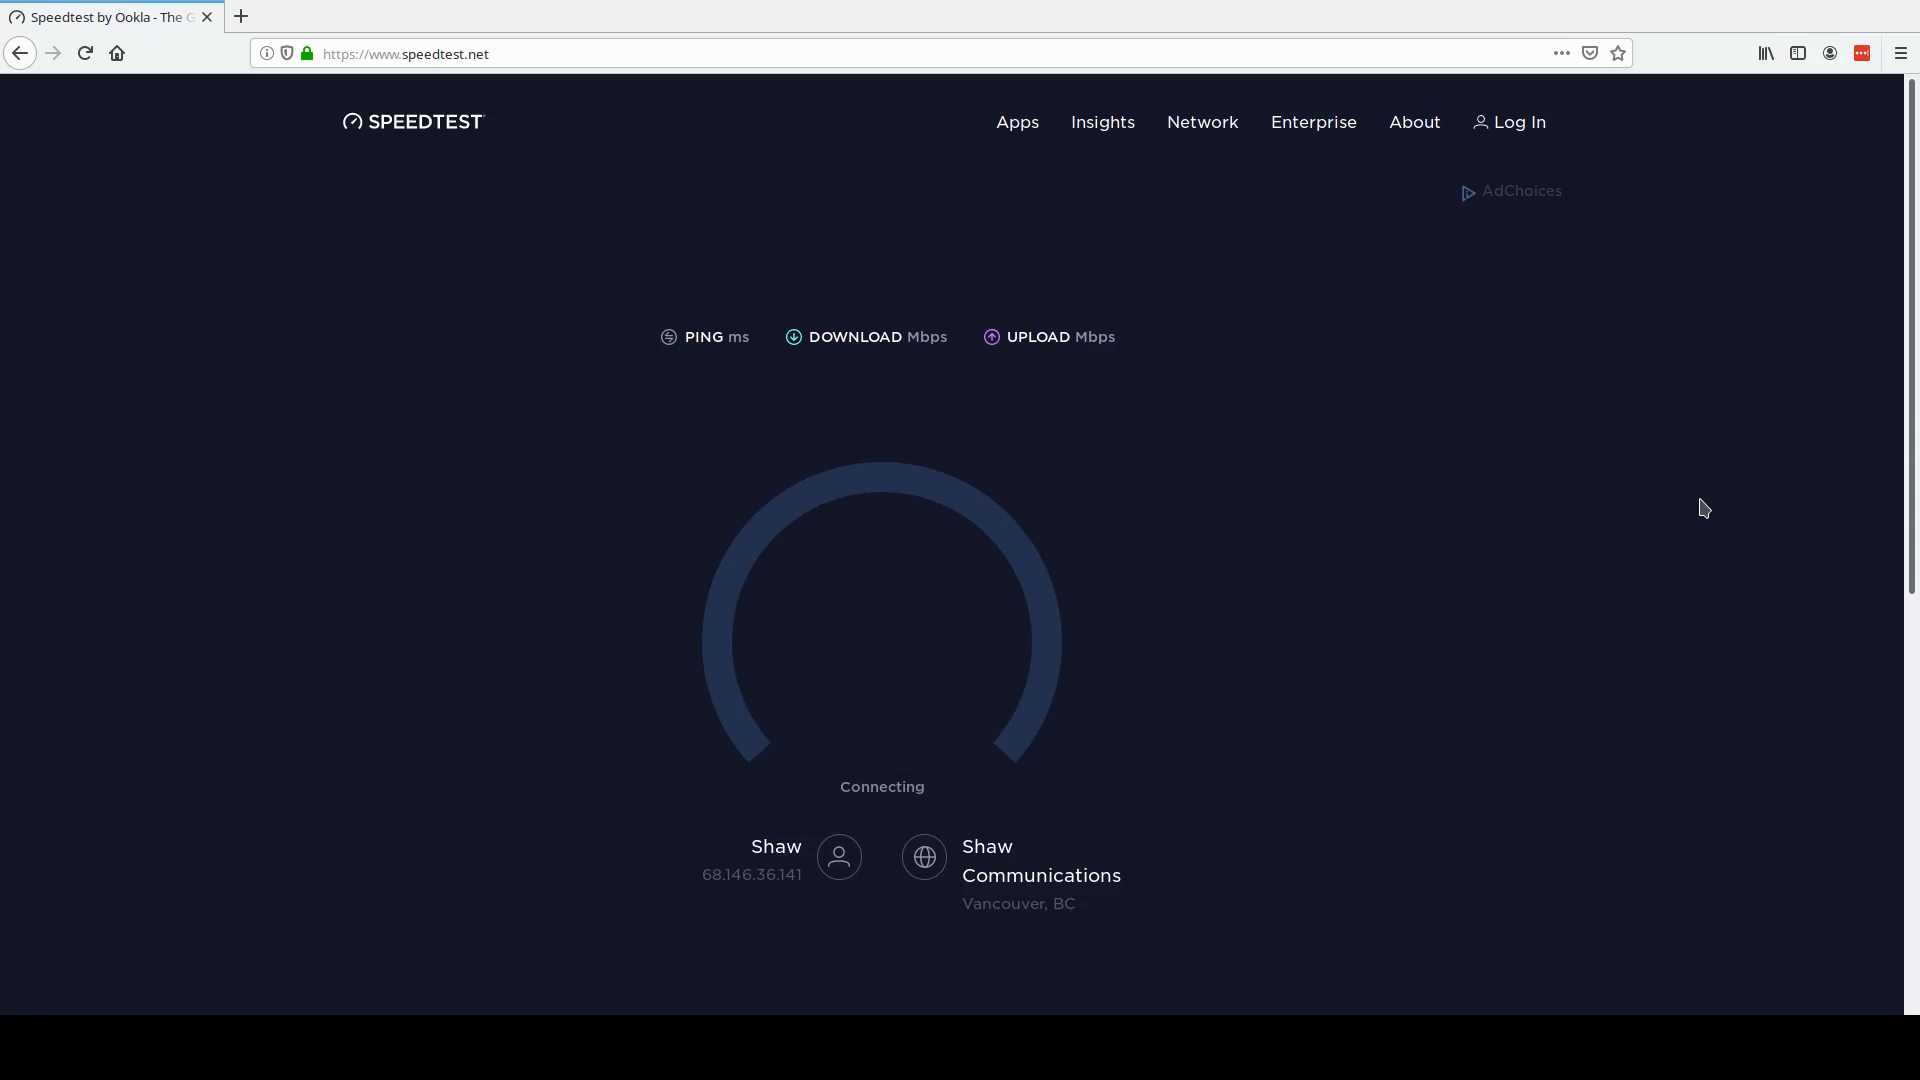 Speedtest by Ookla - The G
https://www.speedtest.net
SPEEDTEST
Apps Insights Network Enterprise About Log In
AdChoices
PING ms DOWNLOAD Mbps UPLOAD Mbps
Connecting
Shaw
68.146.36.141
Shaw
Communications
Vancouver, BC